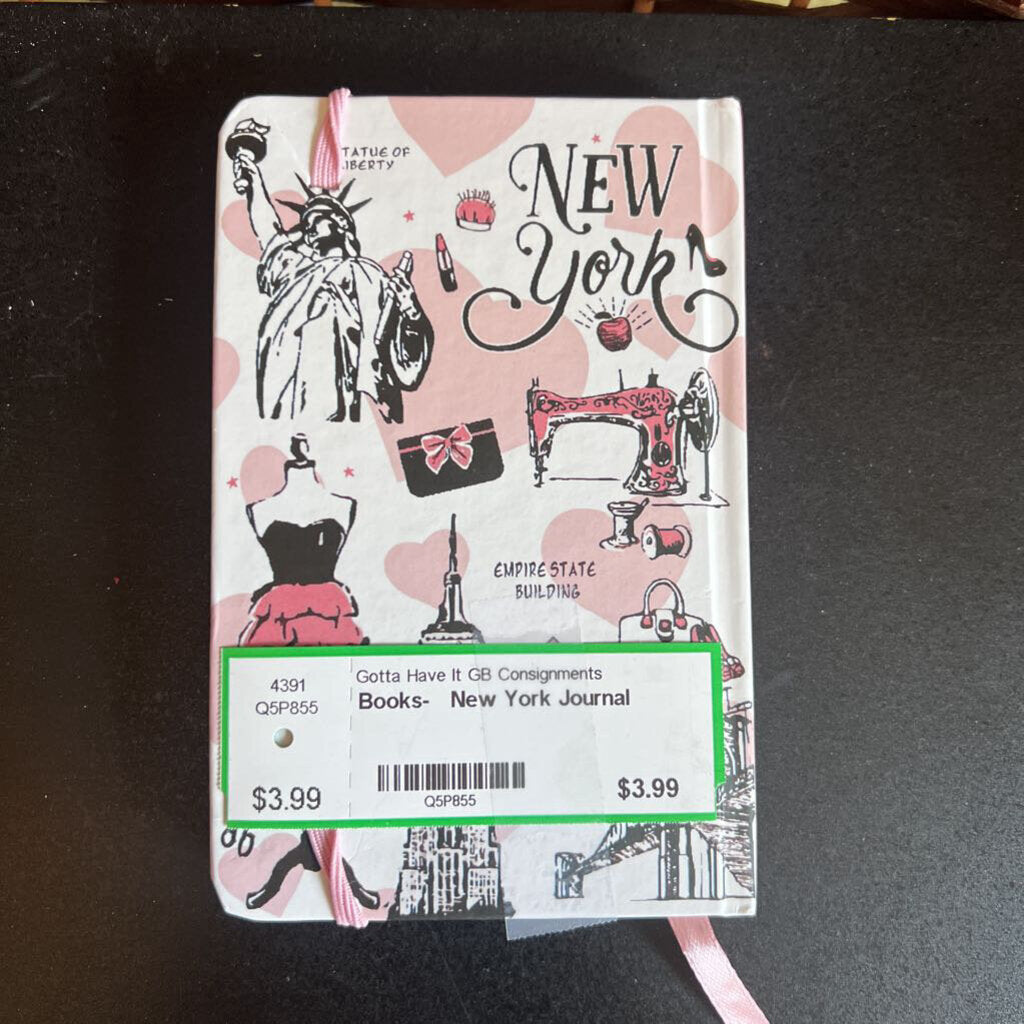 TATUE OF
IBERTY
NEW
York
EMPIRE STATE
BUILDING
4391
Q5P855
$3.99
Gotta Have It GB Consignments
Books- New York Journal
Q5P855
$3.99